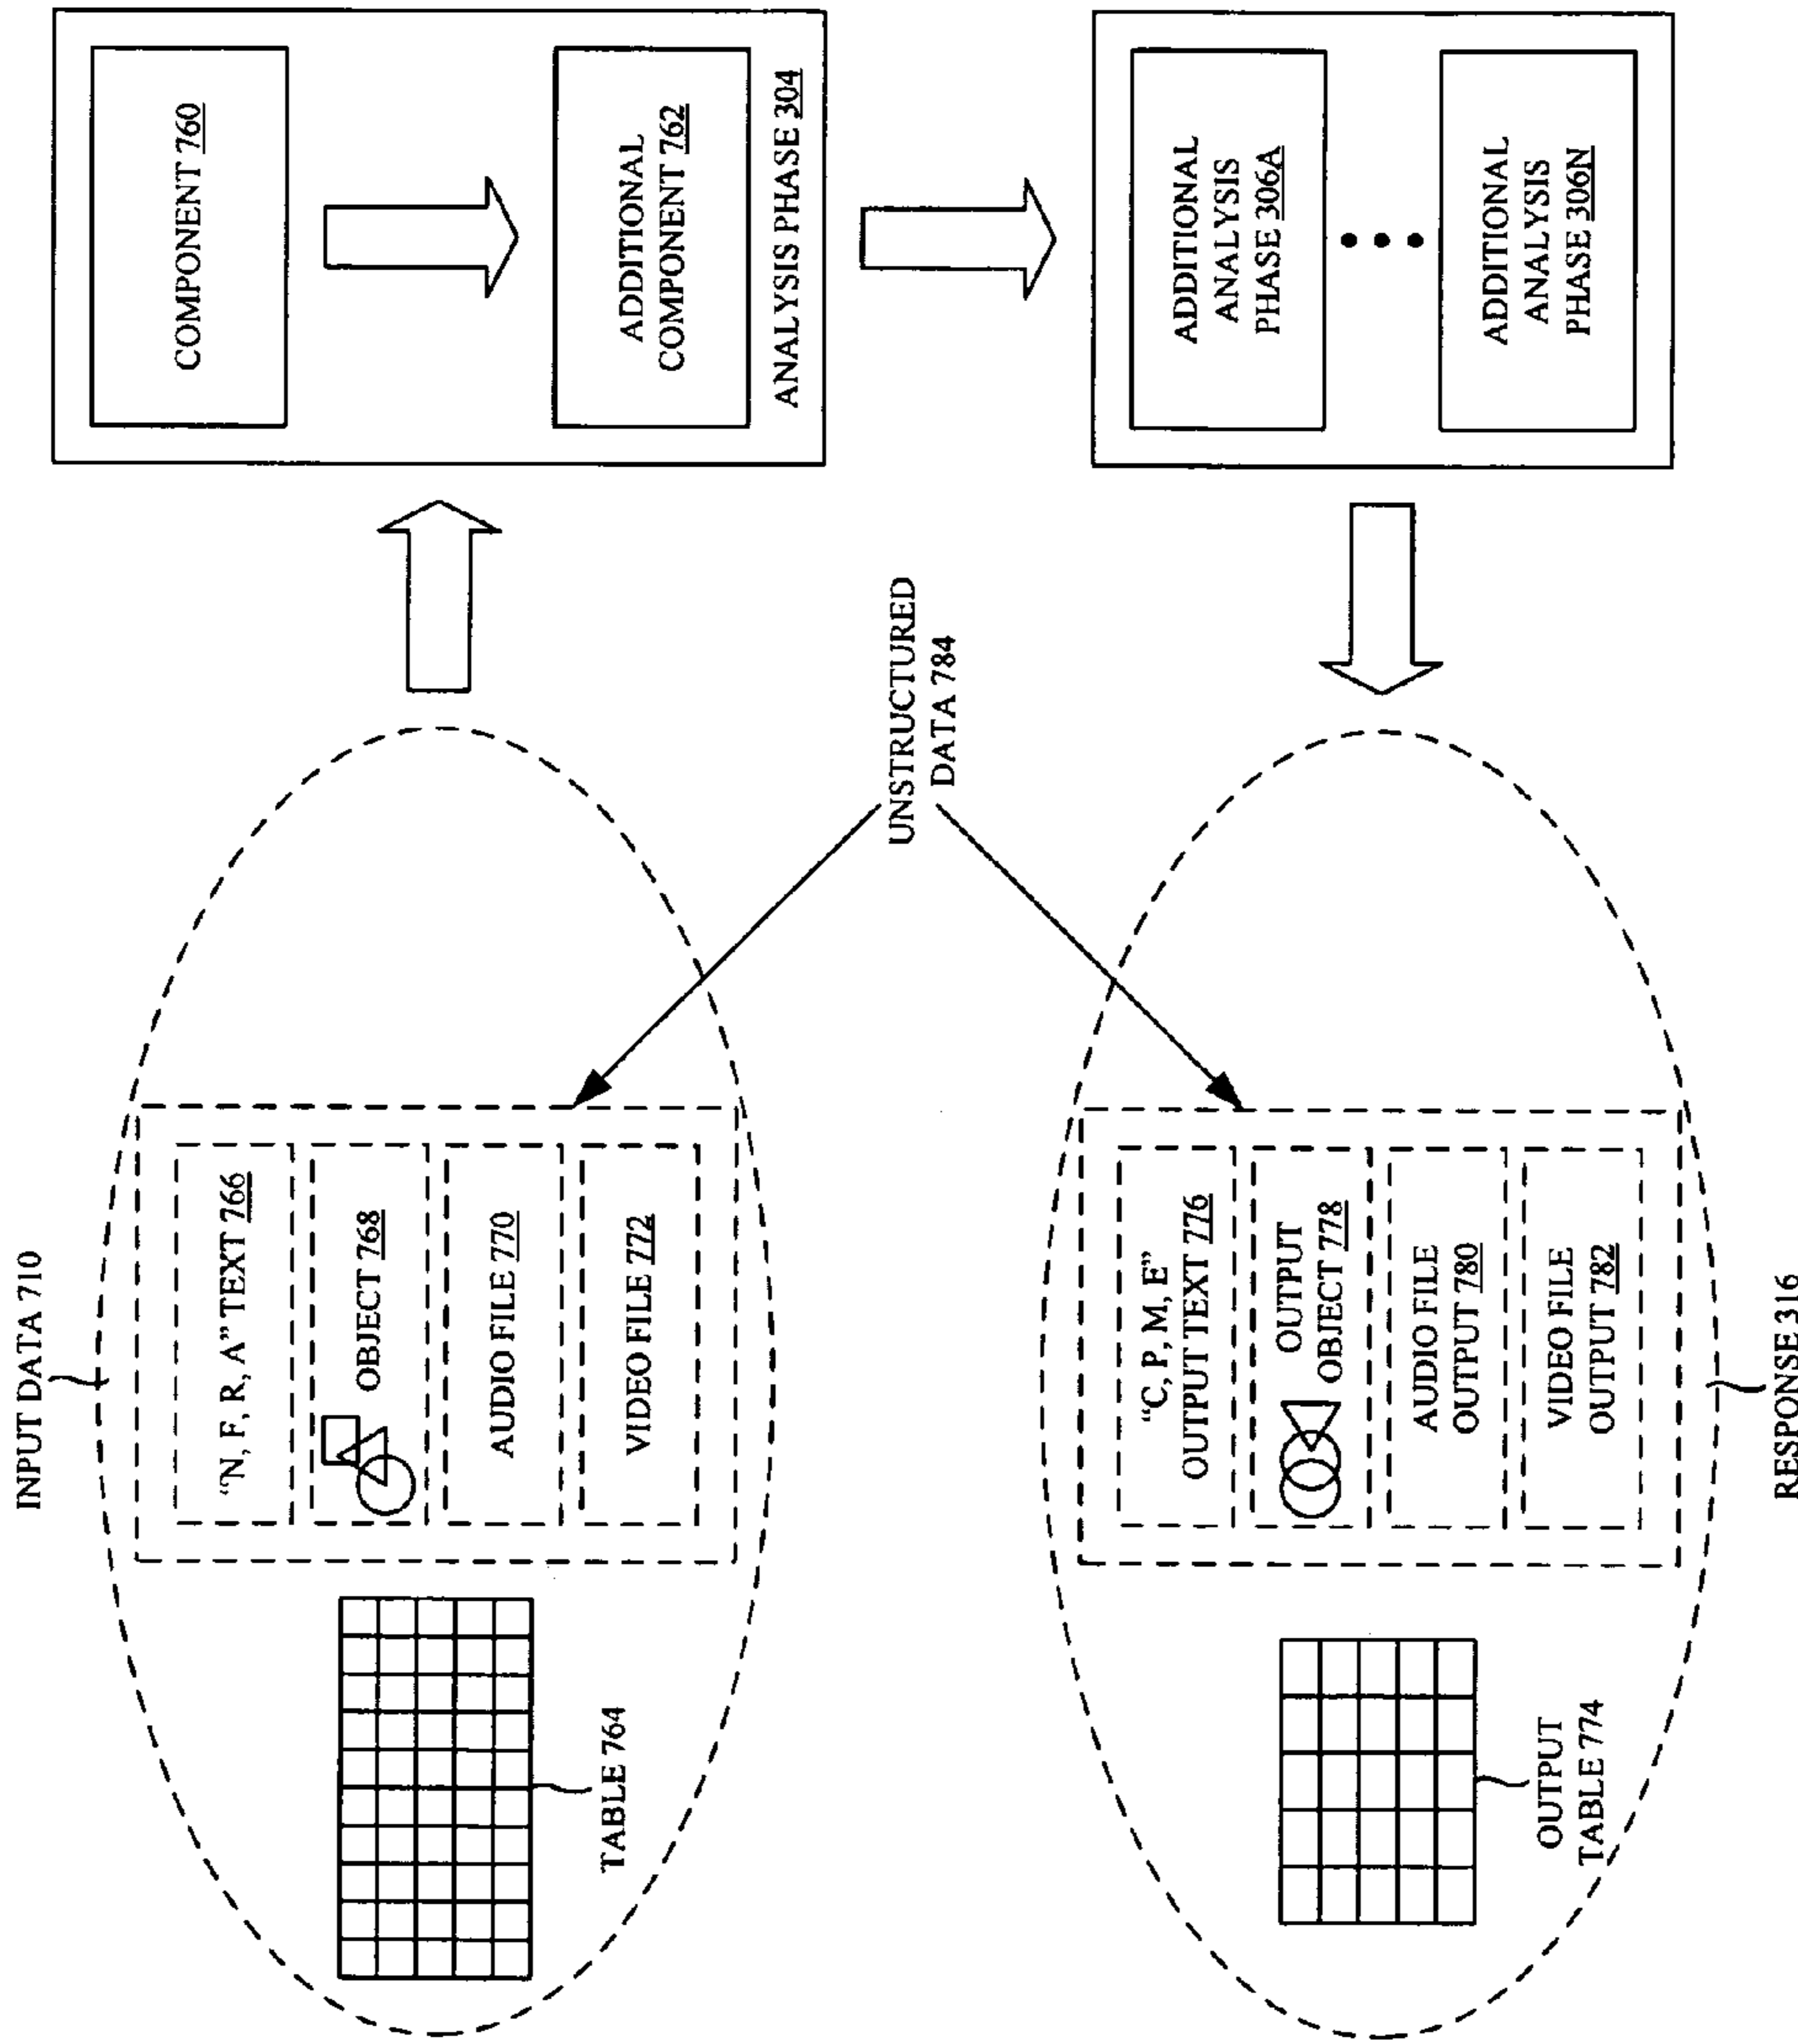 INPUT DATA 710
TABLE 764
"N, F, R, A" TEXT 766
OBJECT 768
AUDIO FILE 770
VIDEO FILE 772
COMPONENT 760
ADDITIONAL
COMPONENT 762
ANALYSIS PHASE 304
UNSTRUCTURED
DATA 784
OUTPUT
TABLE 774
"C, P, M, E"
OUTPUT TEXT 776
OUTPUT
OBJECT 778
AUDIO FILE
OUTPUT 780
VIDEO FILE
OUTPUT 782
RESPONSE 316
ADDITIONAL
ANALYSIS
PHASE 306A
ADDITIONAL
ANALYSIS
PHASE 306N